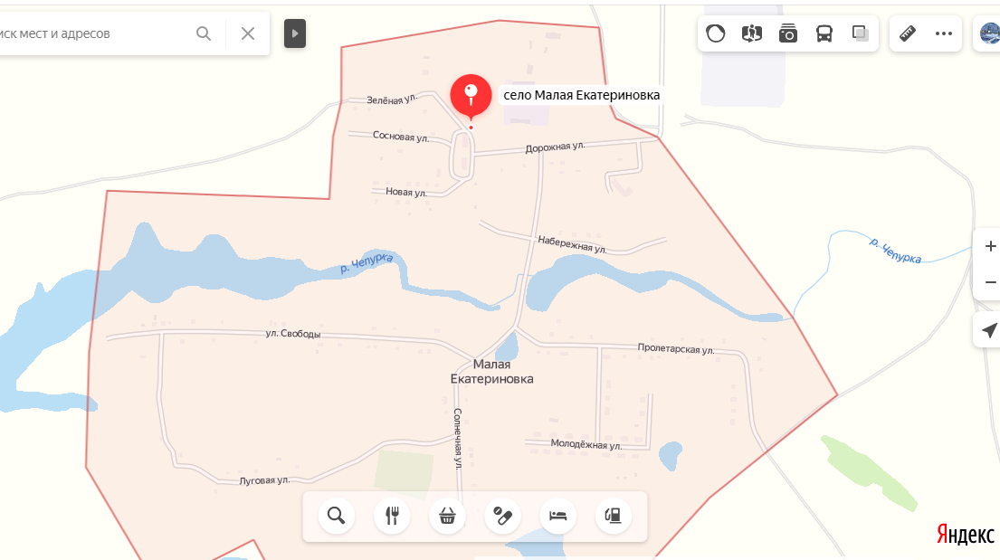 иск мест и адресов
село Малая Екатериновка
Зелёная ул.
Сосновая ул.
Дорожная ул.
Новая ул.
Набережная ул.
р. Чепурка
р. Чепурка
ул. Свободы
Пролетарская ул.
Малая
Екатериновка
Солнечная ул.
Молодёжная ул.
Луговая ул.
Яндекс